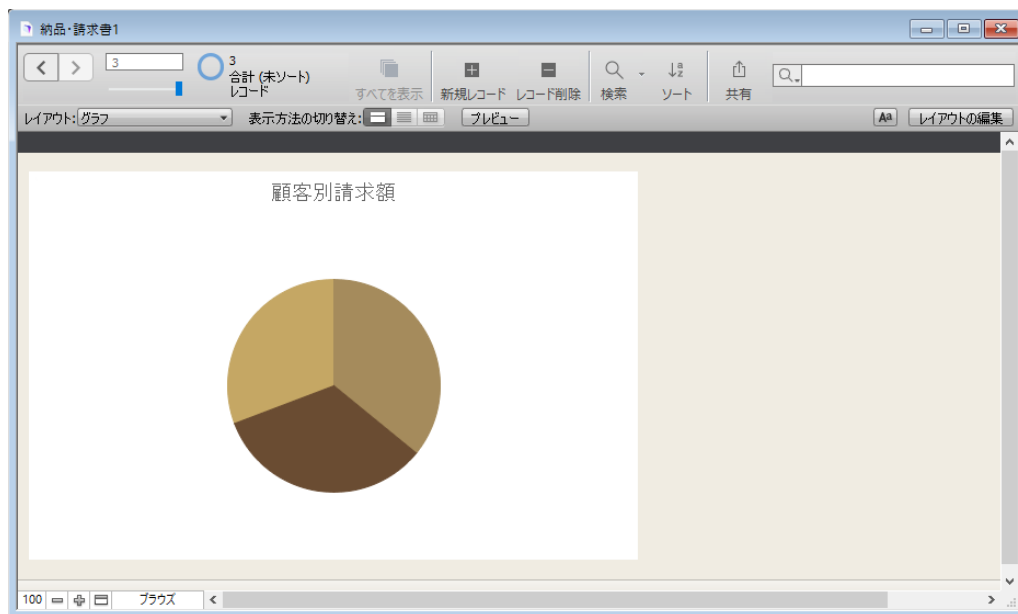 納品・請求書1
3
3
合計 (未ソート)
レコード
すべてを表示
新規レコード
レコード削除
検索
ソート
共有
レイアウト: グラフ
表示方法の切り替え:
プレビュー
Aa
レイアウトの編集
顧客別請求額
100
ブラウズ